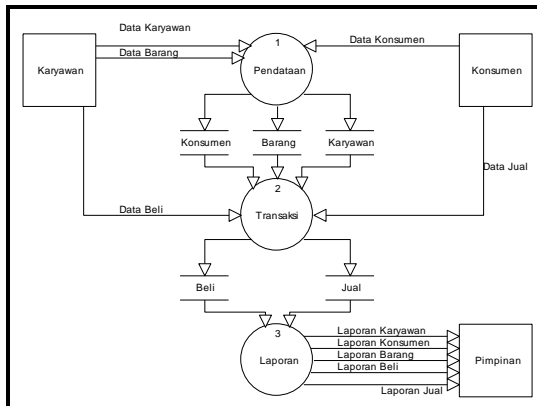 Data Karyawan
1
Data Konsumen
Data Barang
Karyawan
Pendataan
Konsumen
Konsumen
Barang
Karyawan
Data Jual
2
Data Beli
Transaksi
Beli
Jual
3
Laporan
Laporan Karyawan
Laporan Konsumen
Laporan Barang
Laporan Beli
Laporan Jual
Pimpinan